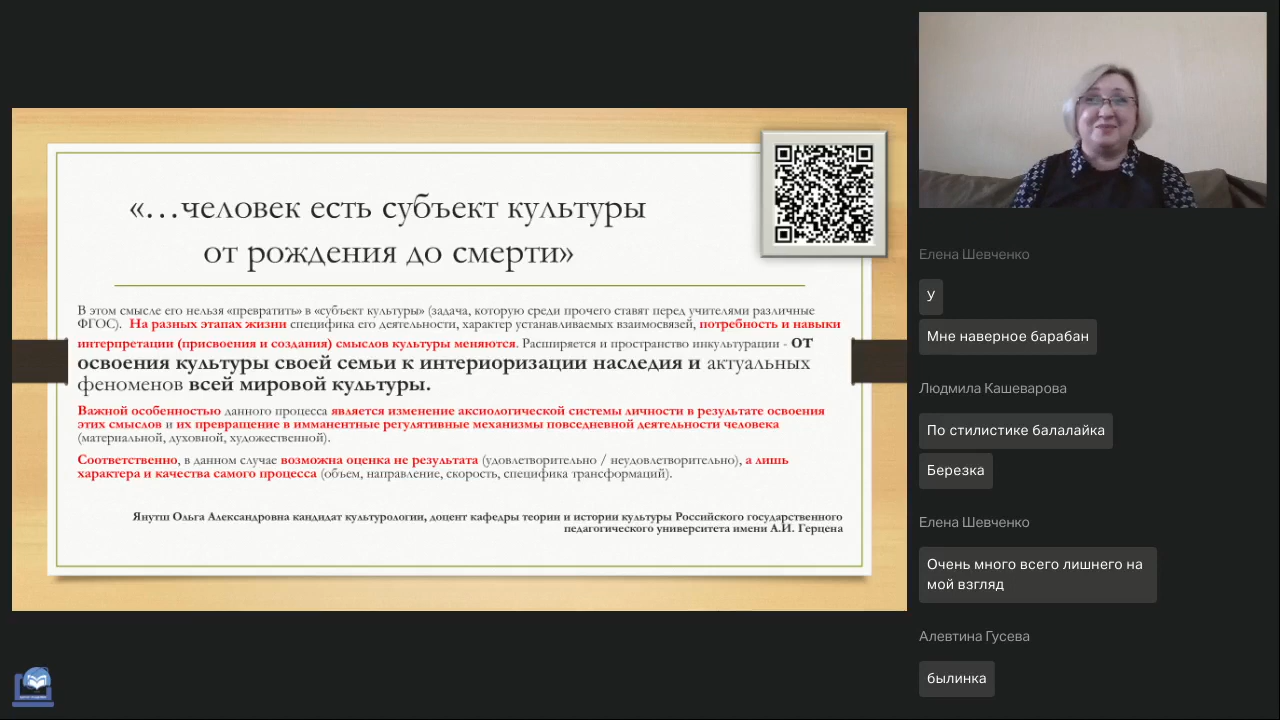 «…человек есть субъект культуры
от рождения до смерти»
В этом смысле его нельзя «превратить» в «субъект культуры» (задача, которую среди прочего ставят перед учителями различные
ФГОС). На разных этапах жизни специфика его деятельности, характер устанавливаемых взаимосвязей, потребность и навыки
интерпретации (присвоения и создания) смыслов культуры меняются. Расширяется и пространство инкультурации - от
освоения культуры своей семьи к интериоризации наследия и актуальных
феноменов всей мировой культуры.
Важной особенностью данного процесса является изменение аксиологической системы личности в результате освоения
этих смыслов и их превращение в имманентные регулятивные механизмы повседневной деятельности человека
(материальной, духовной, художественной).
Соответственно, в данном случае возможна оценка не результата (удовлетворительно / неудовлетворительно), а лишь
характера и качества самого процесса (объем, направление, скорость, специфика трансформаций).
Янутш Ольга Александровна кандидат культурологии, доцент кафедры теории и истории культуры Российского государственного
педагогического университета имени А.И. Герцена
Елена Шевченко
У
Мне наверное барабан
Людмила Кашеварова
По стилистике балалайка
Березка
Елена Шевченко
Очень много всего лишнего на
мой взгляд
Алевтина Гусева
былинка